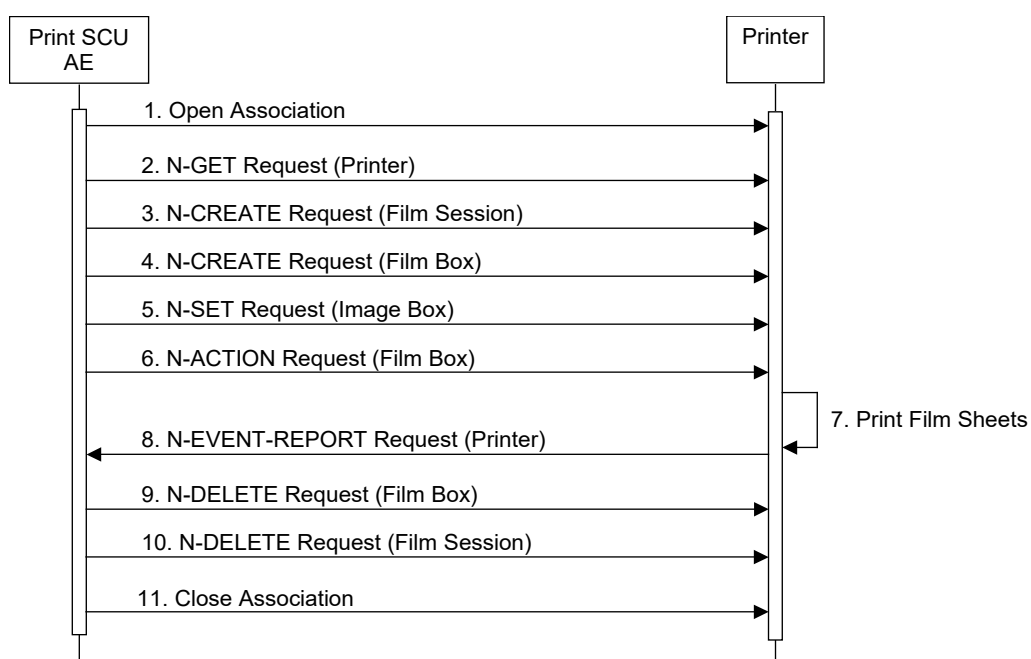 Print SCU
AE
Printer
1. Open Association
2. N-GET Request (Printer)
3. N-CREATE Request (Film Session)
4. N-CREATE Request (Film Box)
5. N-SET Request (Image Box)
6. N-ACTION Request (Film Box)
7. Print Film Sheets
8. N-EVENT-REPORT Request (Printer)
9. N-DELETE Request (Film Box)
10. N-DELETE Request (Film Session)
11. Close Association